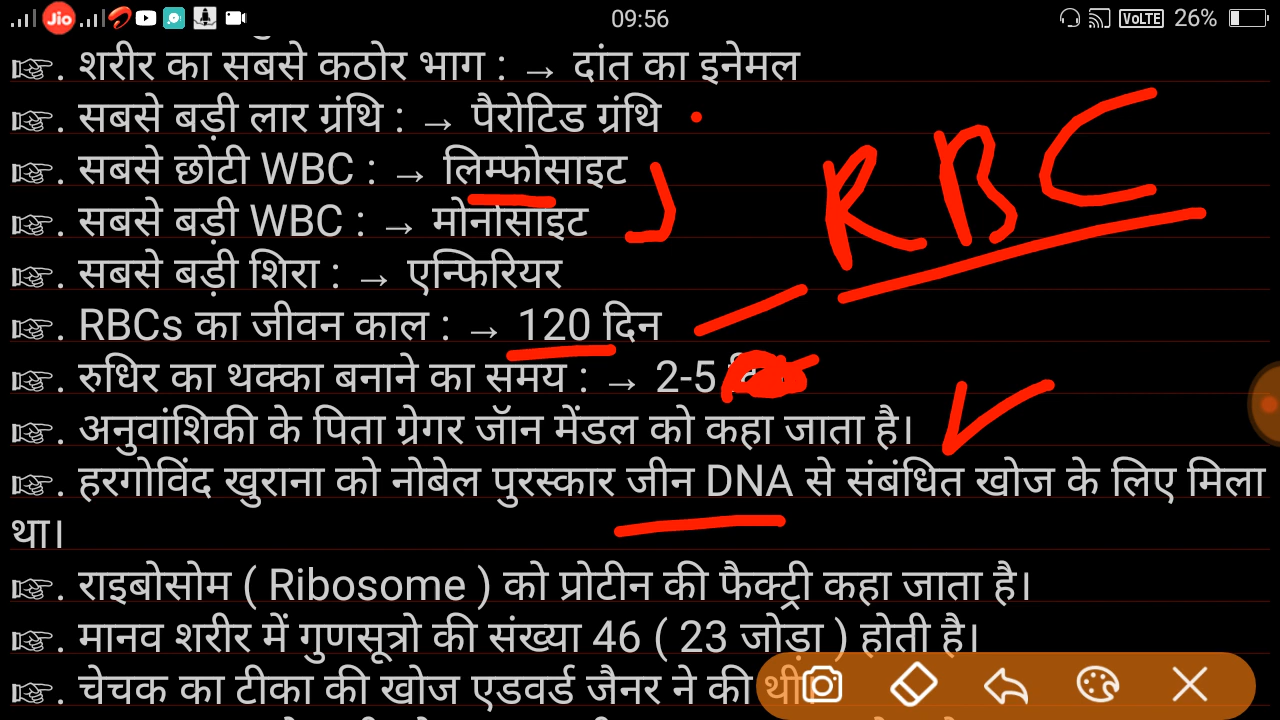 09:56
Jio
VoLTE 26%
☞. शरीर का सबसे कठोर भाग : → दांत का इनेमल
☞. सबसे बड़ी लार ग्रंथि : → पैरोटिड ग्रंथि
☞. सबसे छोटी WBC : → लिम्फोसाइट
☞. सबसे बड़ी WBC : → मोनोसाइट
RBC
☞. सबसे बड़ी शिरा : → एन्फिरियर
☞. RBCs का जीवन काल : → 120 दिन
☞. रुधिर का थक्का बनाने का समय : → 2-5
☞. अनुवांशिकी के पिता ग्रेगर जॉन मेंडल को कहा जाता है।
☞. हरगोविंद खुराना को नोबेल पुरस्कार जीन DNA से संबंधित खोज के लिए मिला
था।
☞. राइबोसोम ( Ribosome ) को प्रोटीन की फैक्ट्री कहा जाता है।
☞. मानव शरीर में गुणसूत्रो की संख्या 46 ( 23 जोड़ा ) होती है।
☞. चेचक का टीका की खोज एडवर्ड जैनर ने की थी